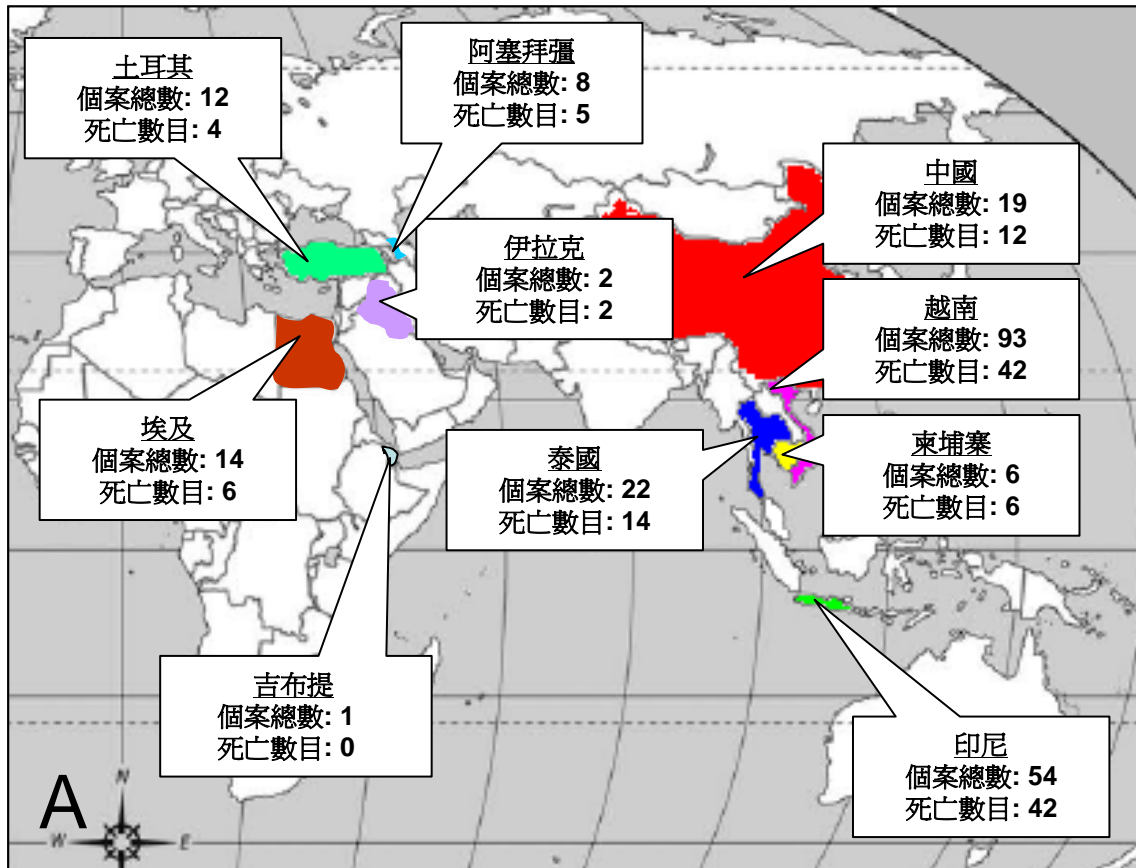 土耳其
個案總數: 12
死亡數目: 4
阿塞拜彊
個案總數: 8
死亡數目: 5
中國
個案總數: 19
死亡數目: 12
伊拉克
個案總數: 2
死亡數目: 2
越南
個案總數: 93
死亡數目: 42
埃及
個案總數: 14
死亡數目: 6
泰國
個案總數: 22
死亡數目: 14
柬埔寨
個案總數: 6
死亡數目: 6
吉布提
個案總數: 1
死亡數目: 0
印尼
個案總數: 54
死亡數目: 42
A
N
W
E